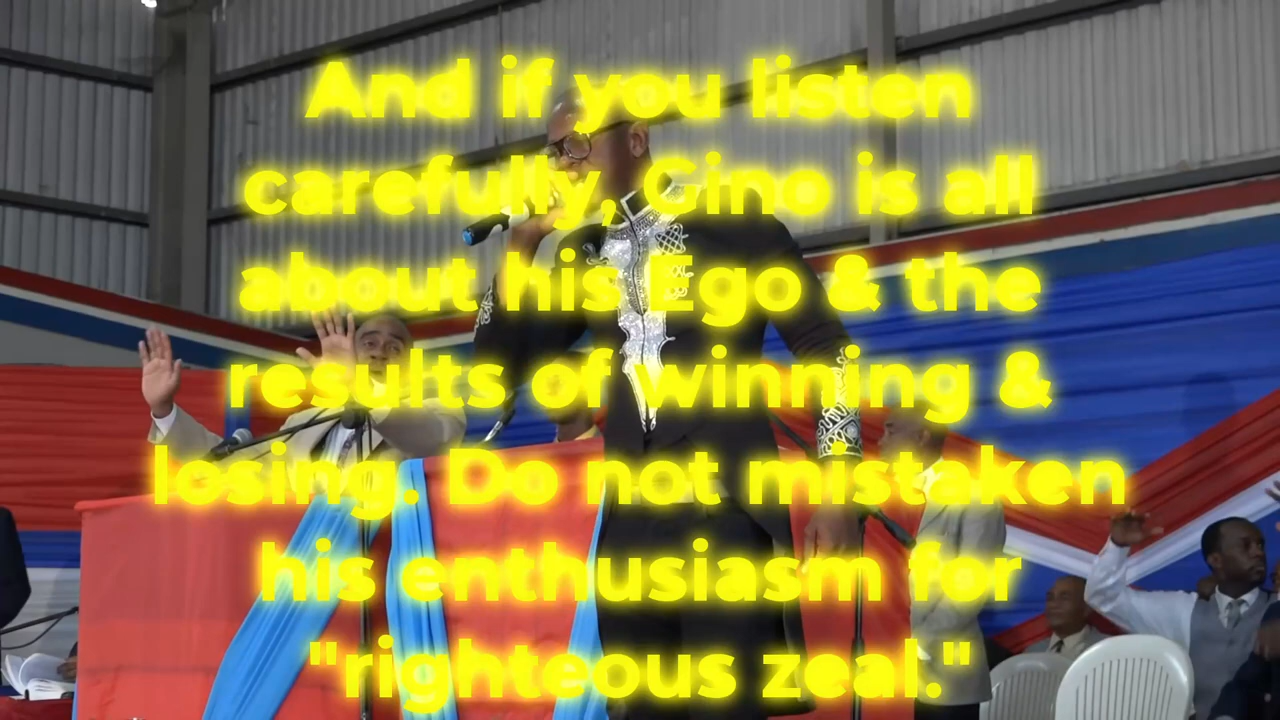 And if you listen
carefully, Gino is all
about his Ego & the
results of winning &
losing. Do not mistaken
his enthusiasm for
"righteous zeal."